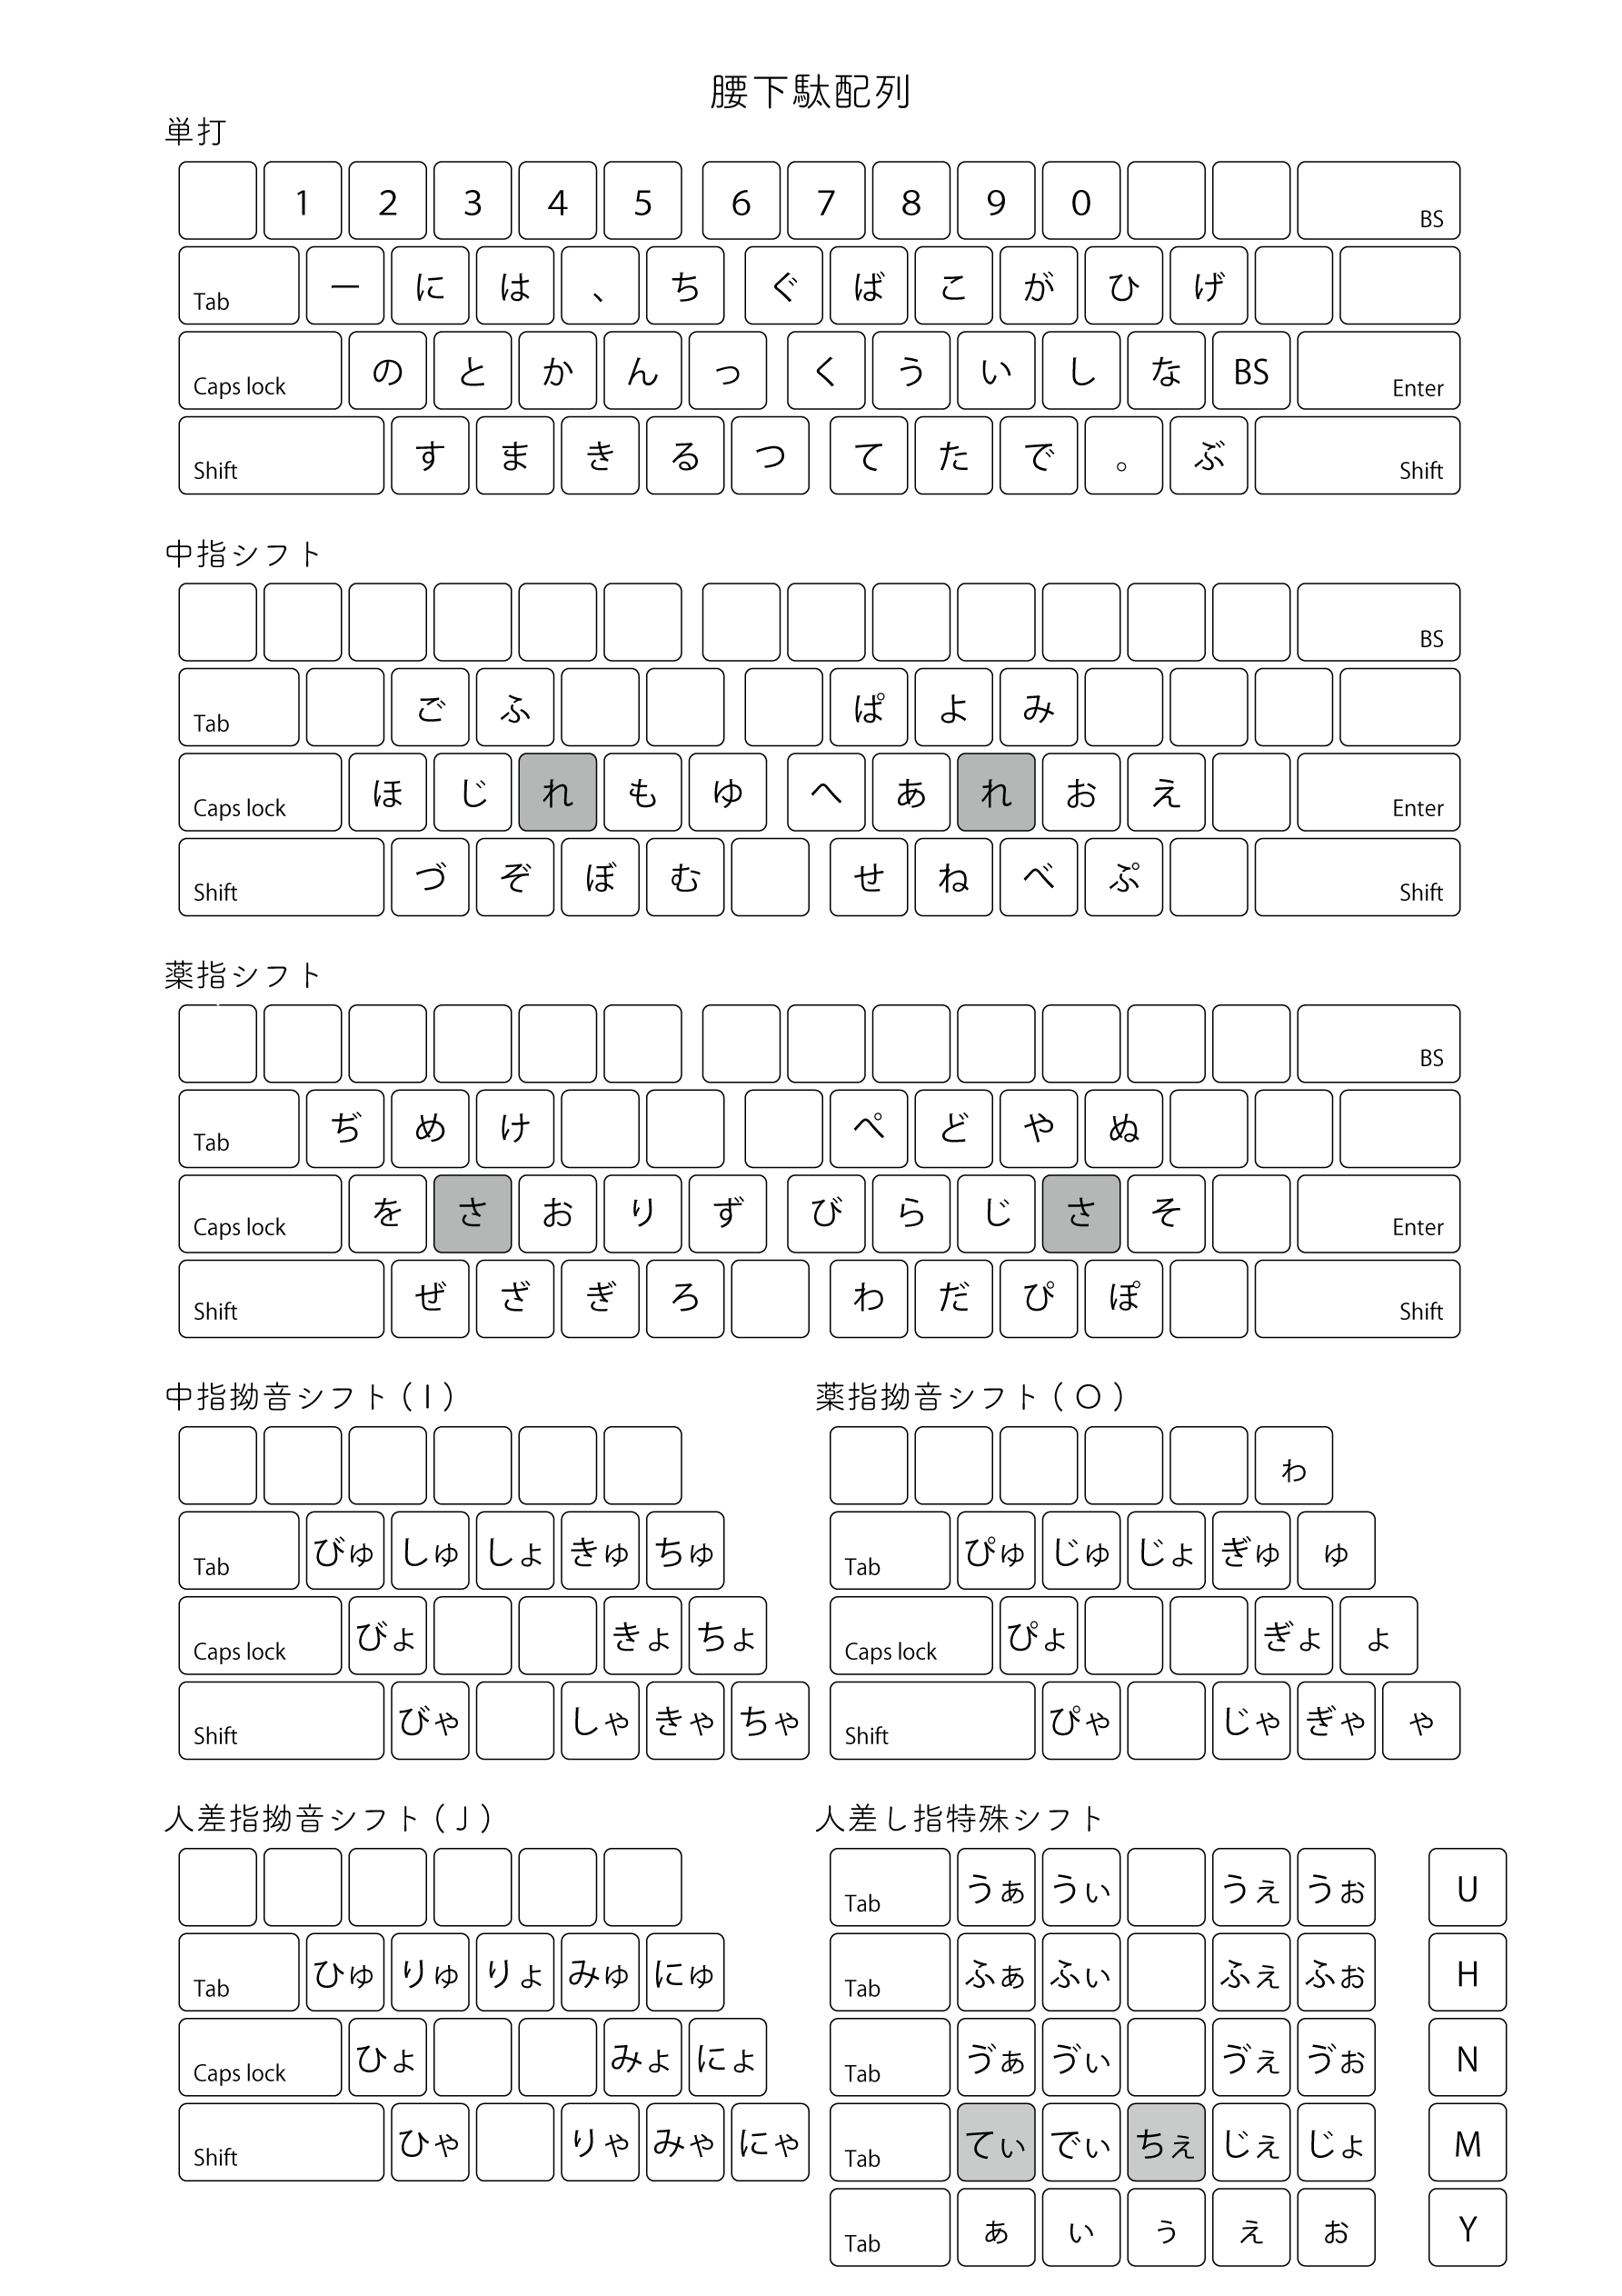 腰下駄配列
単打
1 2 3 4 5 6 7 8 9 0 BS
Tab ー に は 、 ち ぐ ば こ が ひ げ
Caps lock の と か ん っ く う い し な BS Enter
Shift す ま き る つ て た で 。 ぶ Shift
中指シフト
BS
Tab ご ふ ぱ よ み
Caps lock ほ じ れ も ゆ へ あ れ お え Enter
Shift づ ぞ ぼ む せ ね べ ぷ Shift
薬指シフト
BS
Tab ぢ め け ぺ ど や ぬ
Caps lock を さ お り ず び ら じ さ そ Enter
Shift ぜ ざ ぎ ろ わ だ ぴ ぽ Shift
中指拗音シフト(I)
Tab びゅ しゅ しょ きゅ ちゅ
Caps lock びょ きょ ちょ
Shift びゃ しゃ きゃ ちゃ
薬指拗音シフト(O)
ゎ
Tab ぴゅ じゅ じょ ぎゅ ゅ
Caps lock ぴょ ぎょ ょ
Shift ぴゃ じゃ ぎゃ ゃ
人差指拗音シフト(J)
Tab ひゅ りゅ りょ みゅ にゅ
Caps lock ひょ みょ にょ
Shift ひゃ りゃ みゃ にゃ
人差し指特殊シフト
Tab うぁ うぃ うぇ うぉ U
Tab ふぁ ふぃ ふぇ ふぉ H
Tab ゔぁ ゔぃ ゔぇ ゔぉ N
Tab てぃ でぃ ちぇ じぇ じょ M
Tab ぁ ぃ ぅ ぇ ぉ Y